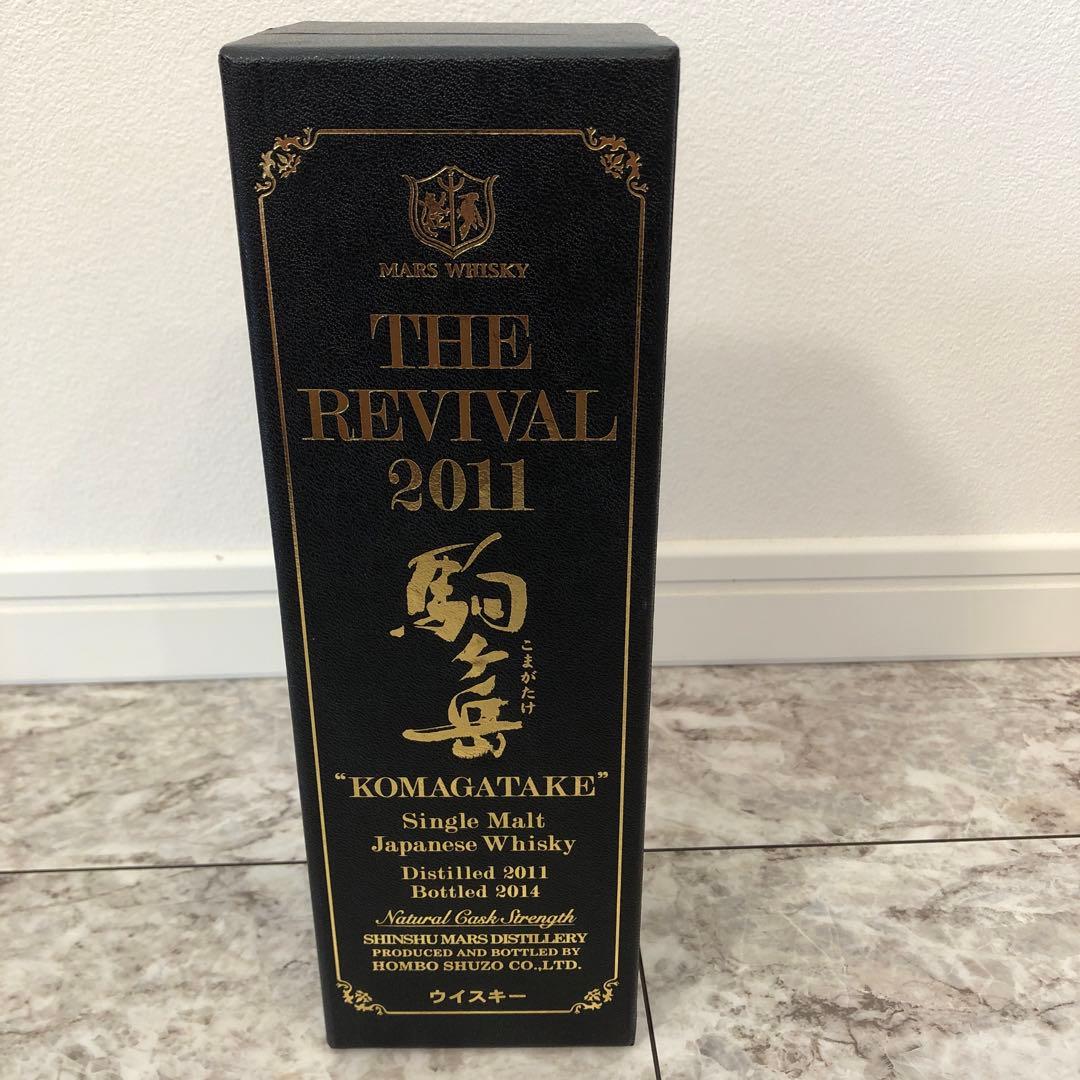 MARS WHISKY
THE
REVIVAL
2011
駒ヶ岳
こまがたけ
“KOMAGATAKE”
Single Malt
Japanese Whisky
Distilled 2011
Bottled 2014
Natural Cask Strength
SHINSHU MARS DISTILLERY
PRODUCED AND BOTTLED BY
HOMBO SHUZO CO.,LTD.
ウイスキー